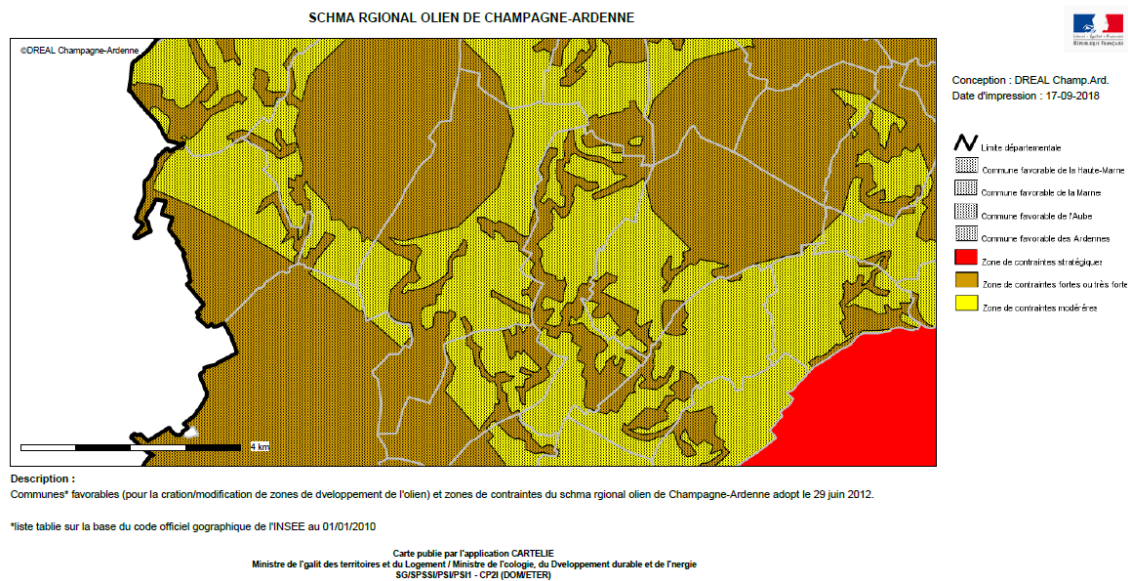 SCHMA RGIONAL OLIEN DE CHAMPAGNE-ARDENNE
©DREAL Champagne-Ardenne
RÉPUBLIQUE FRANÇAISE
Conception : DREAL Champ.Ard.
Date d'impression : 17-09-2018
Limite départementale
Commune favorable de la Haute-Marne
Commune favorable de la Marne
Commune favorable de l'Aube
Commune favorable des Ardennes
Zone de contraintes stratégiques
Zone de contraintes fortes ou très forte
Zone de contraintes modérées
4 km
Description :
Communes* favorables (pour la cration/modification de zones de dveloppement de l'olien) et zones de contraintes du schma rgional olien de Champagne-Ardenne adopt le 29 juin 2012.
*liste tablie sur la base du code officiel gographique de l'INSEE au 01/01/2010
Carte publie par l'application CARTELIE
Ministre de l'galit des territoires et du Logement / Ministre de l'cologie, du Dveloppement durable et de l'nergie
SG/SPSSI/PSI/PSI1 - CP2I (DOM/ETER)